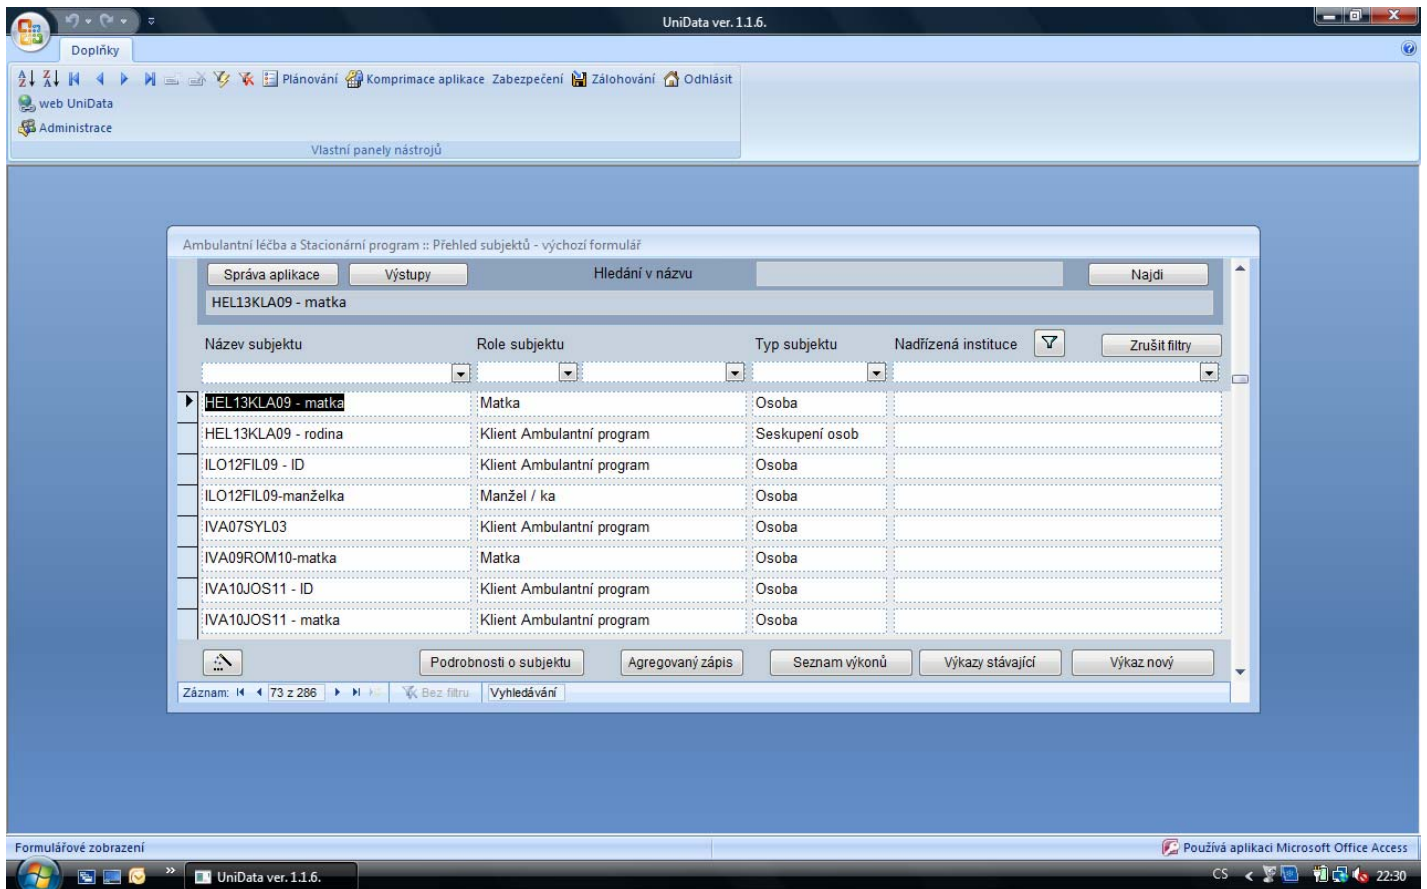 UniData ver. 1.1.6.
Doplňky
Plánování Komprimace aplikace Zabezpečení Zálohování Odhlásit
web UniData
Administrace
Vlastní panely nástrojů
Ambulantní léčba a Stacionární program :: Přehled subjektů - výchozí formulář
Správa aplikace Výstupy Hledání v názvu Najdi
HEL13KLA09 - matka
Název subjektu Role subjektu Typ subjektu Nadřízená instituce Zrušit filtry
HEL13KLA09 - matka Matka Osoba
HEL13KLA09 - rodina Klient Ambulantní program Seskupení osob
ILO12FIL09 - ID Klient Ambulantní program Osoba
ILO12FIL09-manželka Manžel / ka Osoba
IVA07SYL03 Klient Ambulantní program Osoba
IVA09ROM10-matka Matka Osoba
IVA10JOS11 - ID Klient Ambulantní program Osoba
IVA10JOS11 - matka Klient Ambulantní program Osoba
Podrobnosti o subjektu Agregovaný zápis Seznam výkonů Výkazy stávající Výkaz nový
Záznam: 73 z 286 Bez filtru Vyhledávání
Formulářové zobrazení Používá aplikaci Microsoft Office Access
UniData ver. 1.1.6. CS 22:30